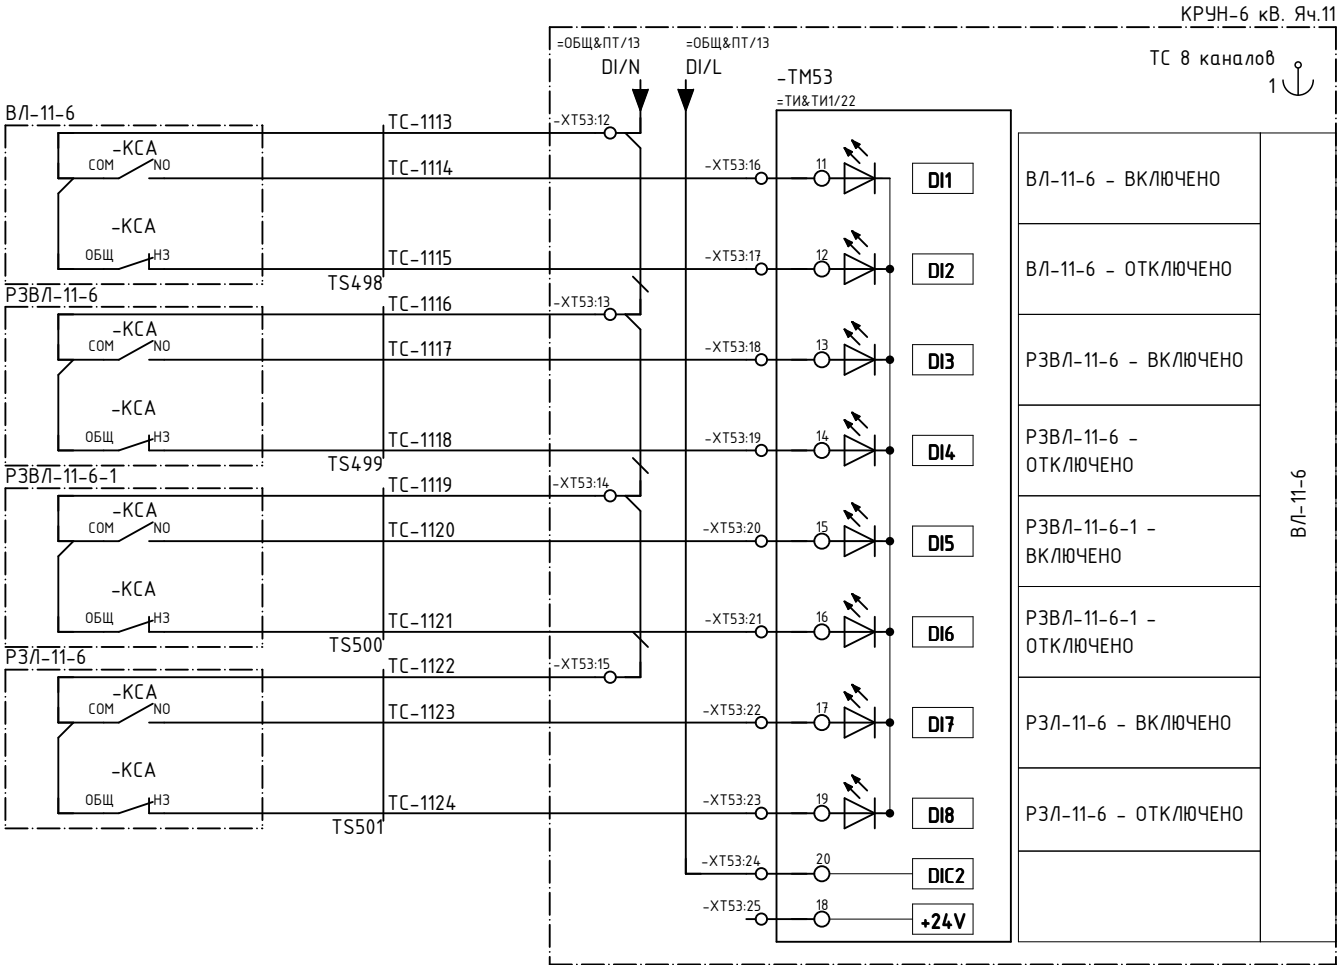 КРУН-6 кВ. Яч.11
=ОБЩ&ПТ/13
=ОБЩ&ПТ/13
DI/N
DI/L
ТС 8 каналов
1
-TM53
=ТИ&ТИ1/22
ВЛ-11-6
-КСА
COM
NO
-КСА
ОБЩ
НЗ
ТС-1113
ТС-1114
ТС-1115
TS498
-XT53:12
-XT53:16
11
DI1
ВЛ-11-6 - ВКЛЮЧЕНО
-XT53:17
12
DI2
ВЛ-11-6 - ОТКЛЮЧЕНО
РЗВЛ-11-6
-КСА
COM
NO
-КСА
ОБЩ
НЗ
ТС-1116
ТС-1117
ТС-1118
TS499
-XT53:13
-XT53:18
13
DI3
РЗВЛ-11-6 - ВКЛЮЧЕНО
-XT53:19
14
DI4
РЗВЛ-11-6 -
ОТКЛЮЧЕНО
РЗВЛ-11-6-1
-КСА
COM
NO
-КСА
ОБЩ
НЗ
ТС-1119
ТС-1120
ТС-1121
TS500
-XT53:14
-XT53:20
15
DI5
РЗВЛ-11-6-1 -
ВКЛЮЧЕНО
-XT53:21
16
DI6
РЗВЛ-11-6-1 -
ОТКЛЮЧЕНО
РЗЛ-11-6
-КСА
COM
NO
-КСА
ОБЩ
НЗ
ТС-1122
ТС-1123
ТС-1124
TS501
-XT53:15
-XT53:22
17
DI7
РЗЛ-11-6 - ВКЛЮЧЕНО
-XT53:23
19
DI8
РЗЛ-11-6 - ОТКЛЮЧЕНО
-XT53:24
20
DIC2
-XT53:25
18
+24V
ВЛ-11-6